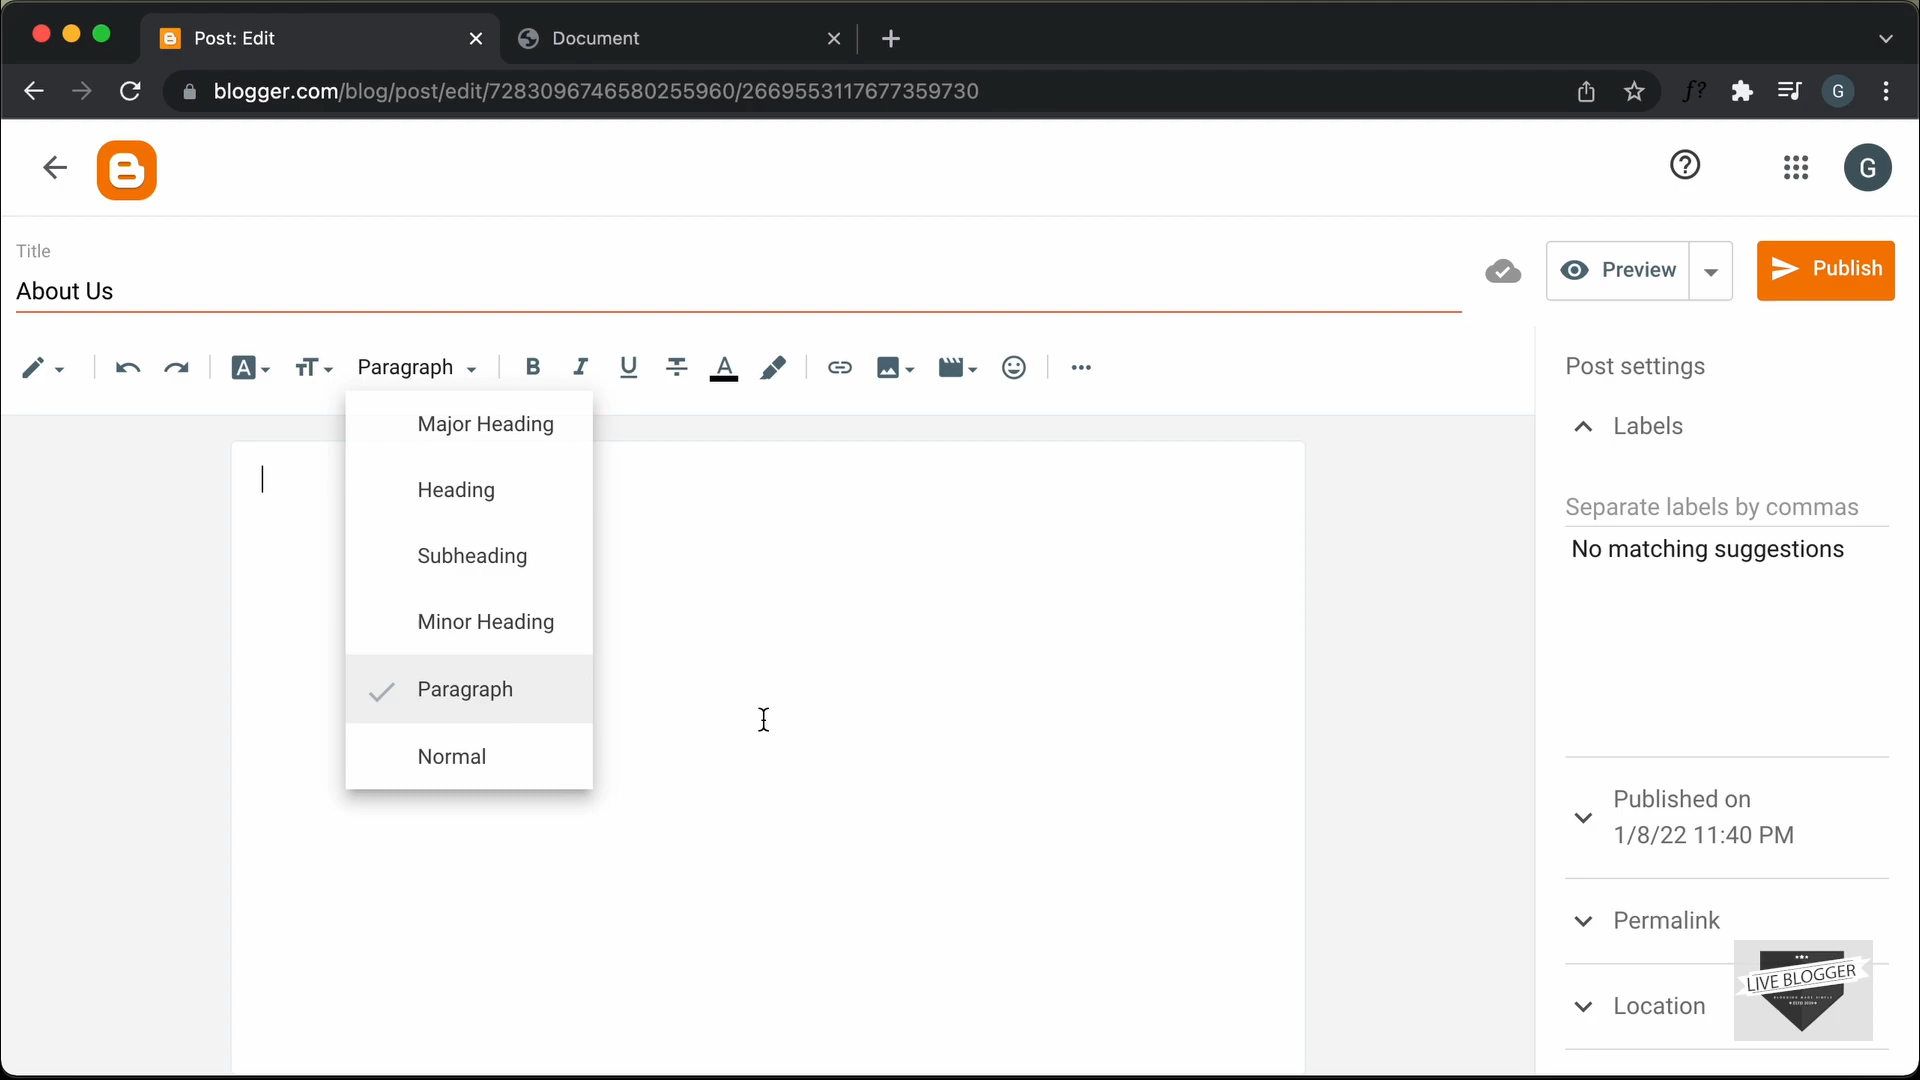 Post: Edit
Document
blogger.com/blog/post/edit/7283096746580255960/2669553117677359730
f?
G
G
Title
About Us
Preview
Publish
Paragraph
B
I
U
A
Post settings
Labels
Separate labels by commas
No matching suggestions
Major Heading
Heading
Subheading
Minor Heading
Paragraph
Normal
Published on
1/8/22 11:40 PM
Permalink
Location
LIVE BLOGGER